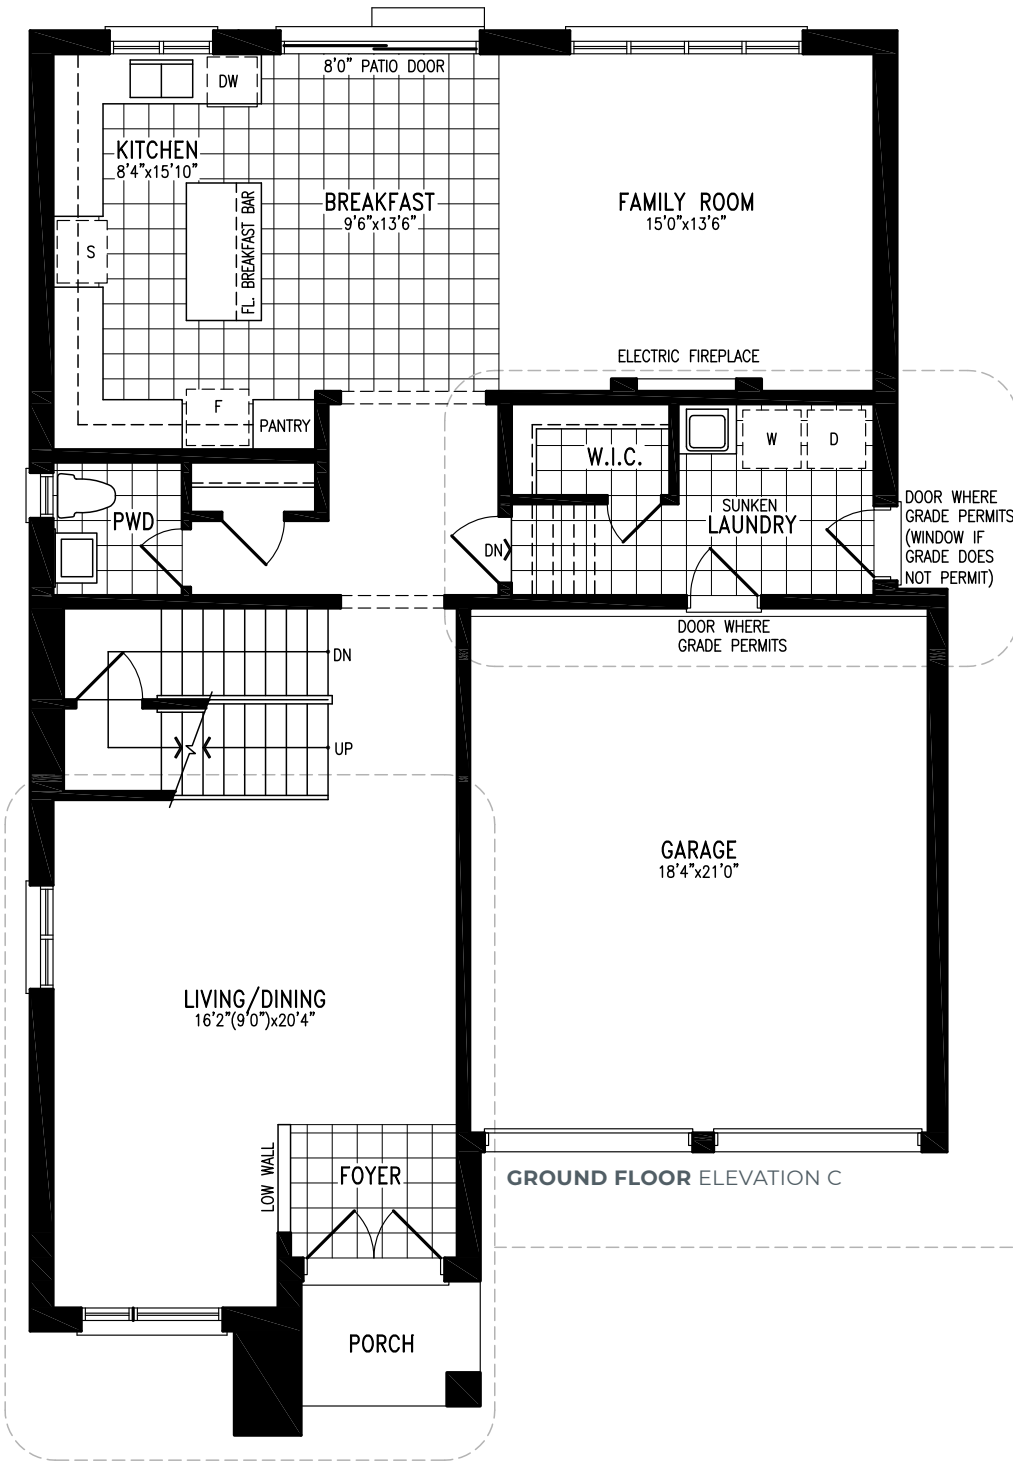 8'0" PATIO DOOR
DW
KITCHEN
8'4"x15'10"
BREAKFAST
9'6"x13'6"
FAMILY ROOM
15'0"x13'6"
S
FL. BREAKFAST BAR
ELECTRIC FIREPLACE
F
PANTRY
W
D
W.I.C.
PWD
SUNKEN
LAUNDRY
DN
DOOR WHERE
GRADE PERMITS
(WINDOW IF
GRADE DOES
NOT PERMIT)
DOOR WHERE
GRADE PERMITS
DN
UP
GARAGE
18'4"x21'0"
LIVING/DINING
16'2"(9'0")x20'4"
LOW WALL
FOYER
GROUND FLOOR ELEVATION C
PORCH